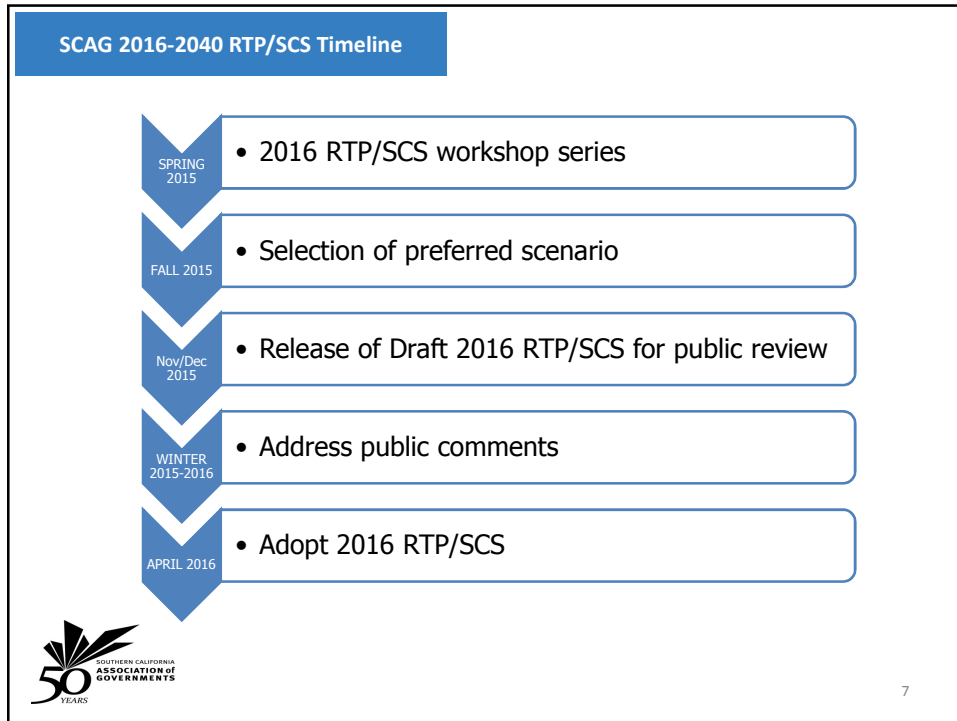 SCAG 2016-2040 RTP/SCS Timeline
SPRING
2015
• 2016 RTP/SCS workshop series
FALL 2015
• Selection of preferred scenario
Nov/Dec
2015
• Release of Draft 2016 RTP/SCS for public review
WINTER
2015-2016
• Address public comments
APRIL 2016
• Adopt 2016 RTP/SCS
SOUTHERN CALIFORNIA
ASSOCIATION of
GOVERNMENTS
50
YEARS
7